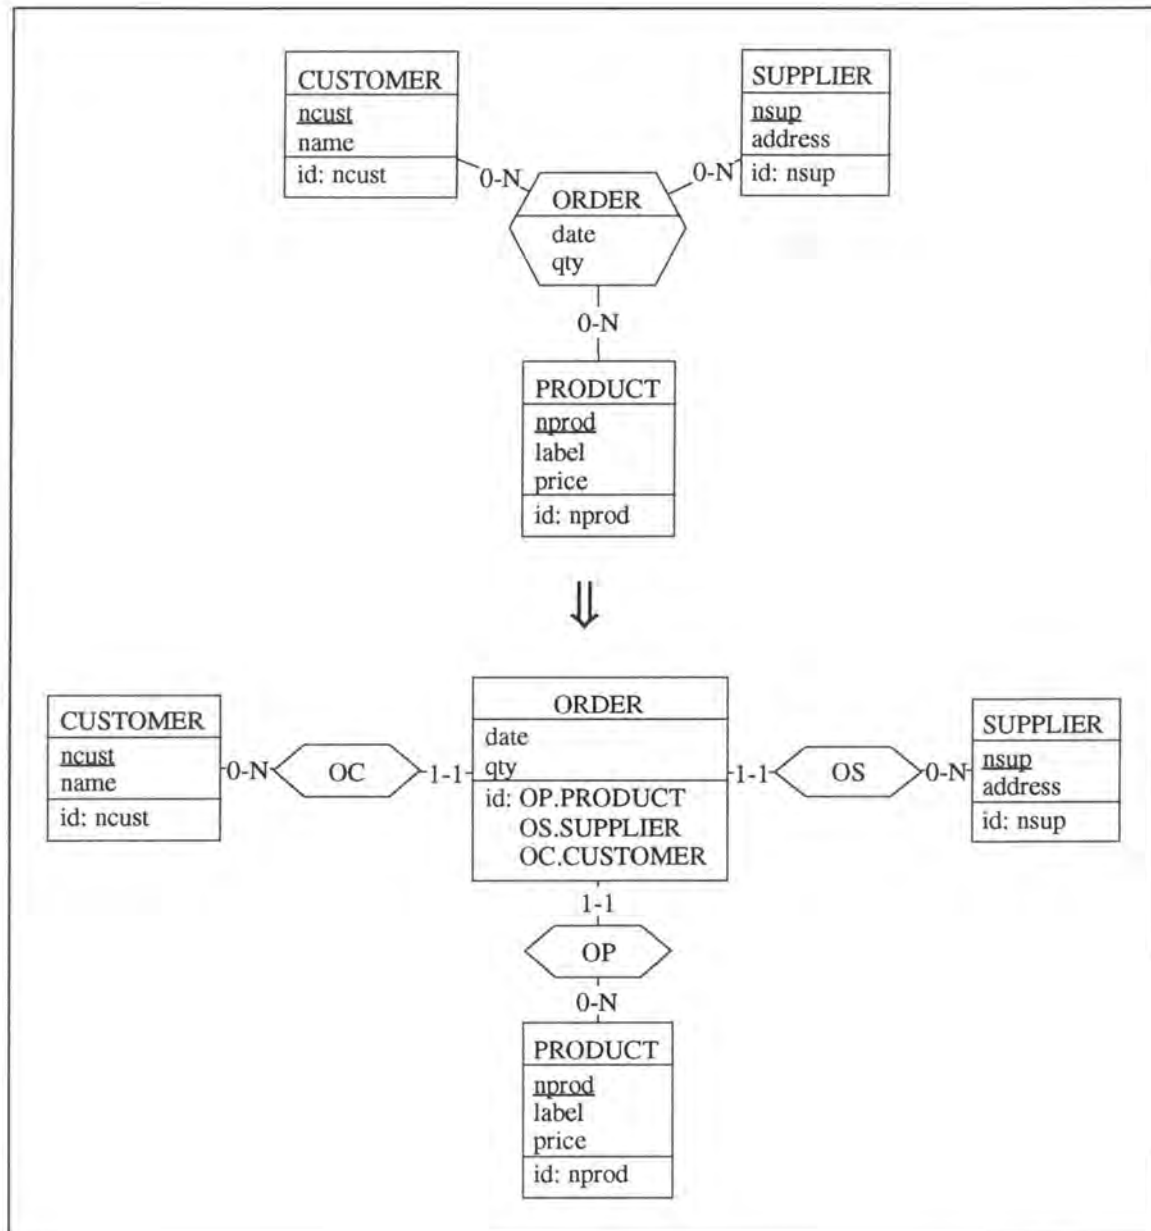 CUSTOMER
ncust
name
id: ncust
SUPPLIER
nsup
address
id: nsup
0-N
0-N
ORDER
date
qty
0-N
PRODUCT
nprod
label
price
id: nprod
⇓
CUSTOMER
ncust
name
id: ncust
0-N
OC
1-1
ORDER
date
qty
id: OP.PRODUCT
OS.SUPPLIER
OC.CUSTOMER
1-1
OS
0-N
SUPPLIER
nsup
address
id: nsup
1-1
OP
0-N
PRODUCT
nprod
label
price
id: nprod